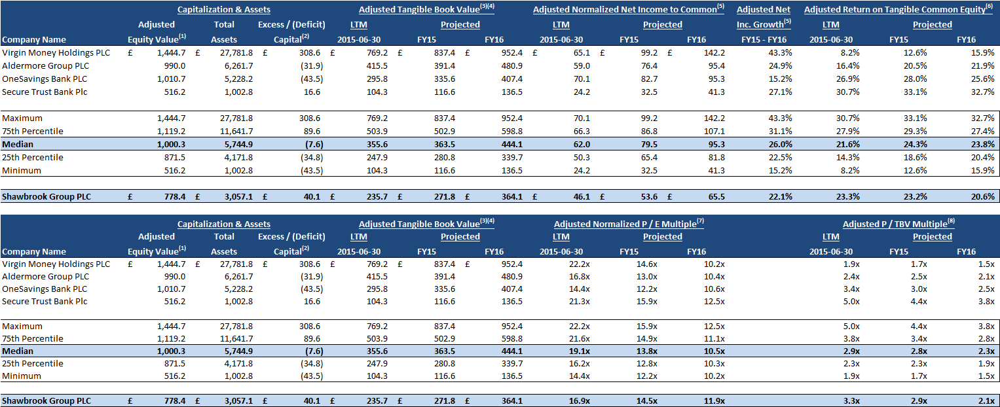 Capitalization & Assets Adjusted Tangible Book Value(3)(4) Adjusted Normalized Net Income to Common(5) Adjusted Net Adjusted Return on Tangible Common Equity(6)
Adjusted Total Excess / (Deficit) LTM Projected LTM Projected Inc. Growth(5) LTM Projected
Company Name Equity Value(1) Assets Capital(2) 2015-06-30 FY15 FY16 2015-06-30 FY15 FY16 FY15 - FY16 2015-06-30 FY15 FY16
Virgin Money Holdings PLC £ 1,444.7 £ 27,781.8 £ 308.6 £ 769.2 £ 837.4 £ 952.4 £ 65.1 £ 99.2 £ 142.2 43.3% 8.2% 12.6% 15.9%
Aldermore Group PLC 990.0 6,261.7 (31.9) 415.5 391.4 480.9 59.0 76.4 95.4 24.9% 16.4% 20.5% 21.9%
OneSavings Bank PLC 1,010.7 5,228.2 (43.5) 295.8 335.6 407.4 70.1 82.7 95.3 15.2% 26.9% 28.0% 25.6%
Secure Trust Bank Plc 516.2 1,002.8 16.6 104.3 116.6 136.5 24.2 32.5 41.3 27.1% 30.7% 33.1% 32.7%
Maximum 1,444.7 27,781.8 308.6 769.2 837.4 952.4 70.1 99.2 142.2 43.3% 30.7% 33.1% 32.7%
75th Percentile 1,119.2 11,641.7 89.6 503.9 502.9 598.8 66.3 86.8 107.1 31.1% 27.9% 29.3% 27.4%
Median 1,000.3 5,744.9 (7.6) 355.6 363.5 444.1 62.0 79.5 95.3 26.0% 21.6% 24.3% 23.8%
25th Percentile 871.5 4,171.8 (34.8) 247.9 280.8 339.7 50.3 65.4 81.8 22.5% 14.3% 18.6% 20.4%
Minimum 516.2 1,002.8 (43.5) 104.3 116.6 136.5 24.2 32.5 41.3 15.2% 8.2% 12.6% 15.9%
Shawbrook Group PLC £ 778.4 £ 3,057.1 £ 40.1 £ 235.7 £ 271.8 £ 364.1 £ 46.1 £ 53.6 £ 65.5 22.1% 23.3% 23.2% 20.6%
Capitalization & Assets Adjusted Tangible Book Value(3)(4) Adjusted Normalized P / E Multiple(7) Adjusted P / TBV Multiple(8)
Adjusted Total Excess / (Deficit) LTM Projected LTM Projected LTM Projected
Company Name Equity Value(1) Assets Capital(2) 2015-06-30 FY15 FY16 2015-06-30 FY15 FY16 2015-06-30 FY15 FY16
Virgin Money Holdings PLC £ 1,444.7 £ 27,781.8 £ 308.6 £ 769.2 £ 837.4 £ 952.4 22.2x 14.6x 10.2x 1.9x 1.7x 1.5x
Aldermore Group PLC 990.0 6,261.7 (31.9) 415.5 391.4 480.9 16.8x 13.0x 10.4x 2.4x 2.5x 2.1x
OneSavings Bank PLC 1,010.7 5,228.2 (43.5) 295.8 335.6 407.4 14.4x 12.2x 10.6x 3.4x 3.0x 2.5x
Secure Trust Bank Plc 516.2 1,002.8 16.6 104.3 116.6 136.5 21.3x 15.9x 12.5x 5.0x 4.4x 3.8x
Maximum 1,444.7 27,781.8 308.6 769.2 837.4 952.4 22.2x 15.9x 12.5x 5.0x 4.4x 3.8x
75th Percentile 1,119.2 11,641.7 89.6 503.9 502.9 598.8 21.6x 14.9x 11.1x 3.8x 3.4x 2.8x
Median 1,000.3 5,744.9 (7.6) 355.6 363.5 444.1 19.1x 13.8x 10.5x 2.9x 2.8x 2.3x
25th Percentile 871.5 4,171.8 (34.8) 247.9 280.8 339.7 16.2x 12.8x 10.3x 2.3x 2.3x 1.9x
Minimum 516.2 1,002.8 (43.5) 104.3 116.6 136.5 14.4x 12.2x 10.2x 1.9x 1.7x 1.5x
Shawbrook Group PLC £ 778.4 £ 3,057.1 £ 40.1 £ 235.7 £ 271.8 £ 364.1 16.9x 14.5x 11.9x 3.3x 2.9x 2.1x